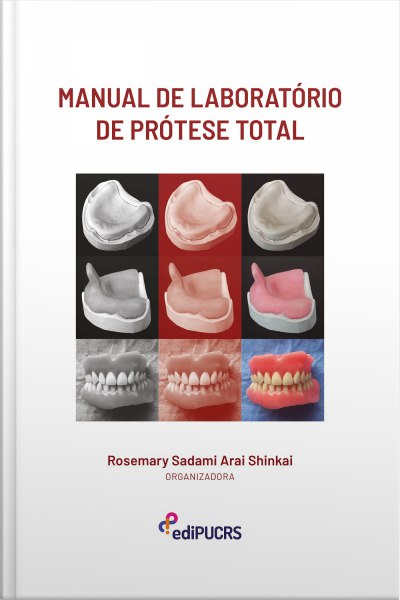 MANUAL DE LABORATÓRIO
DE PRÓTESE TOTAL
Rosemary Sadami Arai Shinkai
ORGANIZADORA
ediPUCRS